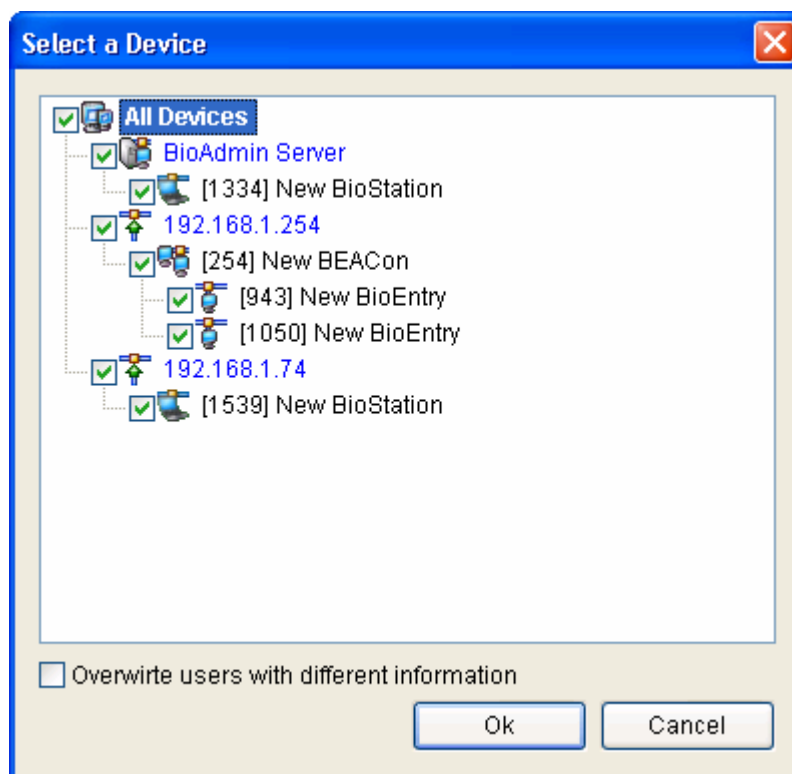 Select a Device
All Devices
BioAdmin Server
[1334] New BioStation
192.168.1.254
[254] New BEACon
[943] New BioEntry
[1050] New BioEntry
192.168.1.74
[1539] New BioStation
Overwirte users with different information
Ok Cancel